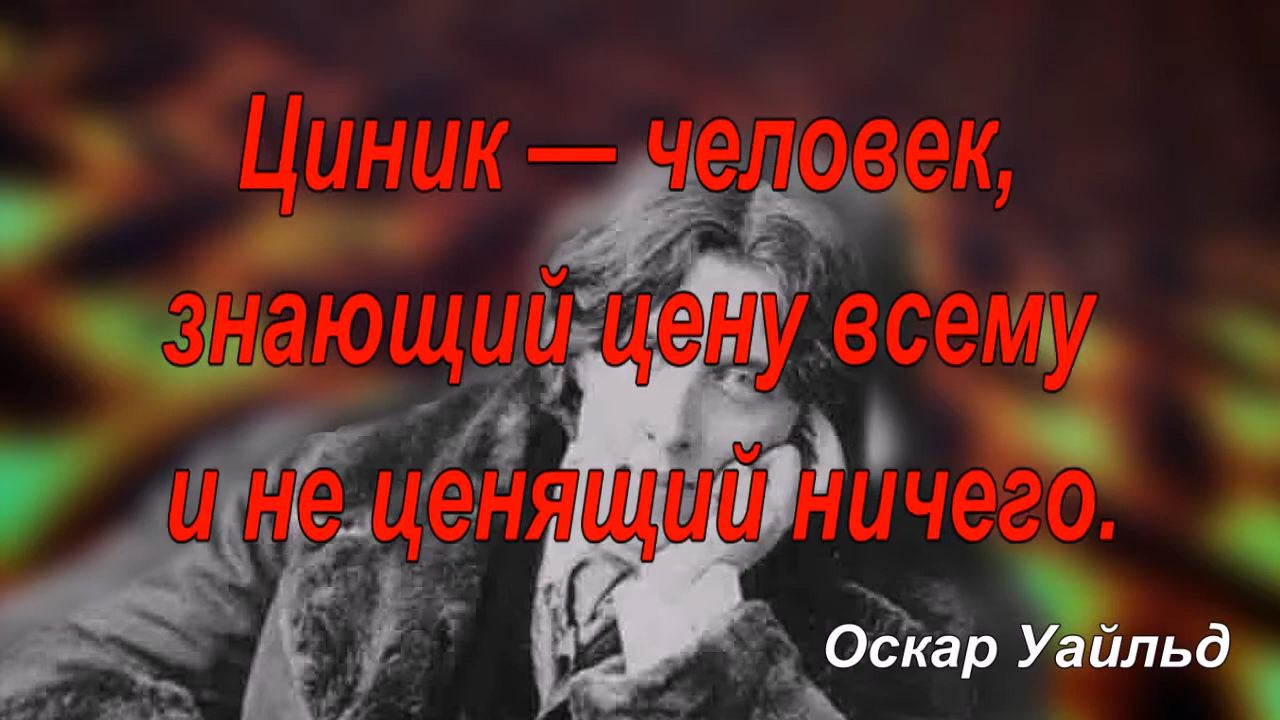 Циник — человек,
знающий цену всему
и не ценящий ничего.
Оскар Уайльд